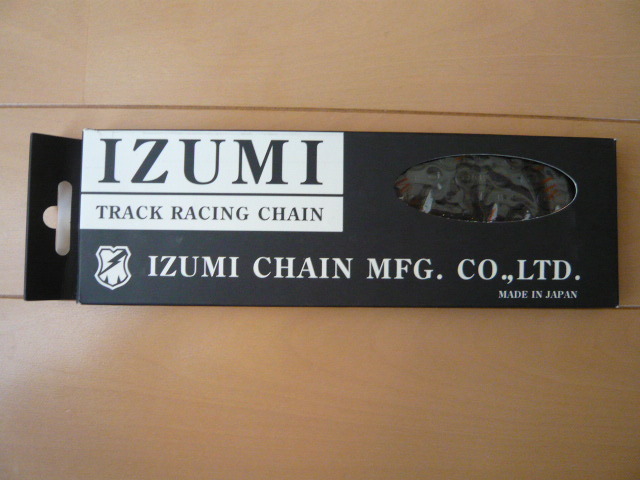 IZUMI
TRACK RACING CHAIN
IZUMI CHAIN MFG. CO.,LTD.
MADE IN JAPAN